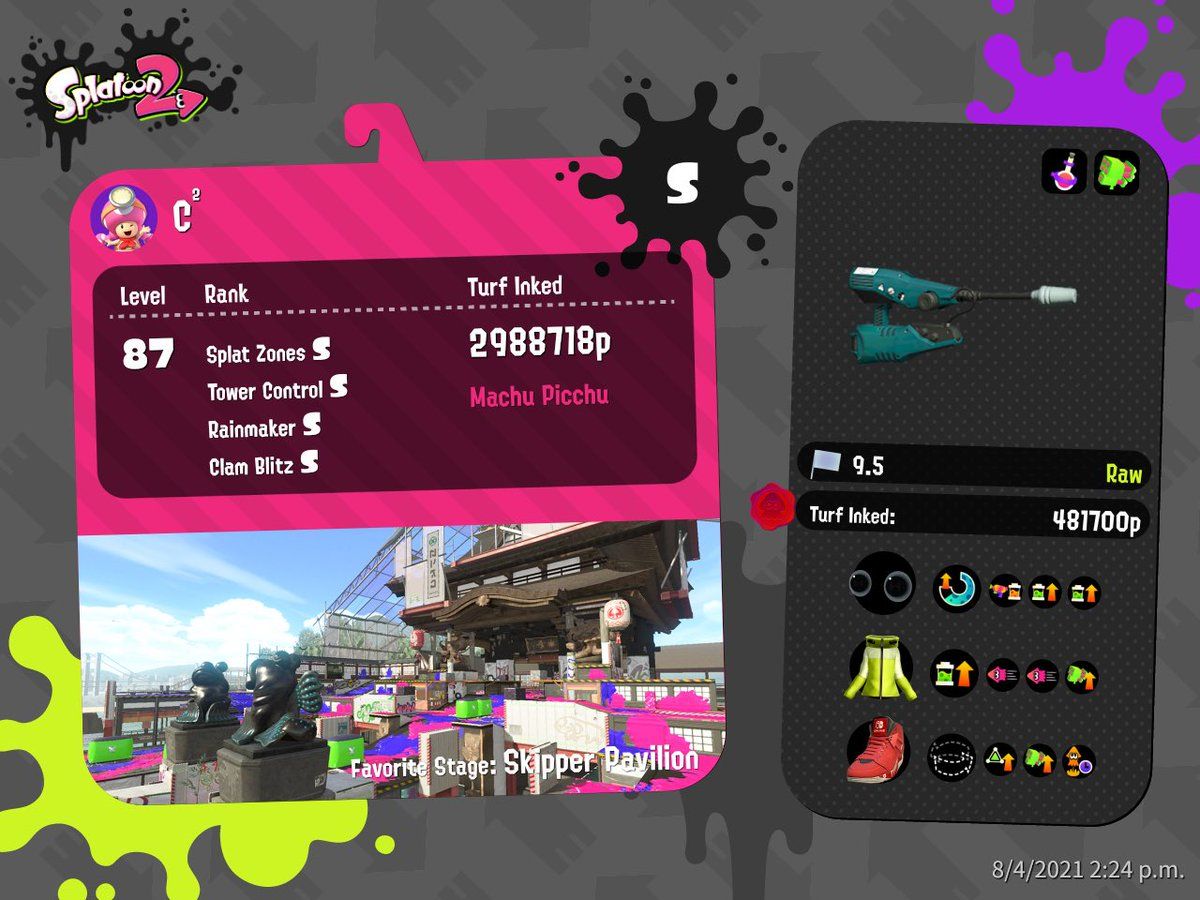 Splatoon 2
S
C²
Level Rank Turf Inked
87
Splat Zones S
Tower Control S
Rainmaker S
Clam Blitz S
2988718p
Machu Picchu
Favorite Stage: Skipper Pavilion
9.5 Raw
Turf Inked: 481700p
8/4/2021 2:24 p.m.